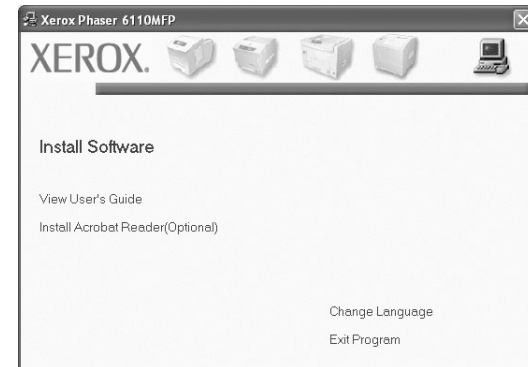 Xerox Phaser 6110MFP
XEROX.
Install Software
View User's Guide
Install Acrobat Reader(Optional)
Change Language
Exit Program